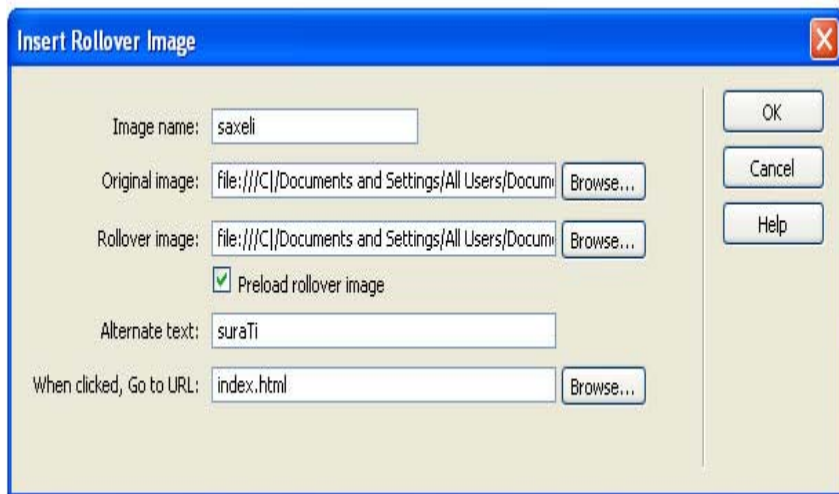 Insert Rollover Image
Image name: saxeli
OK
Original image: file:///C|/Documents and Settings/All Users/Docum Browse...
Cancel
Rollover image: file:///C|/Documents and Settings/All Users/Docum Browse...
Help
Preload rollover image
Alternate text: suraTi
When clicked, Go to URL: index.html Browse...